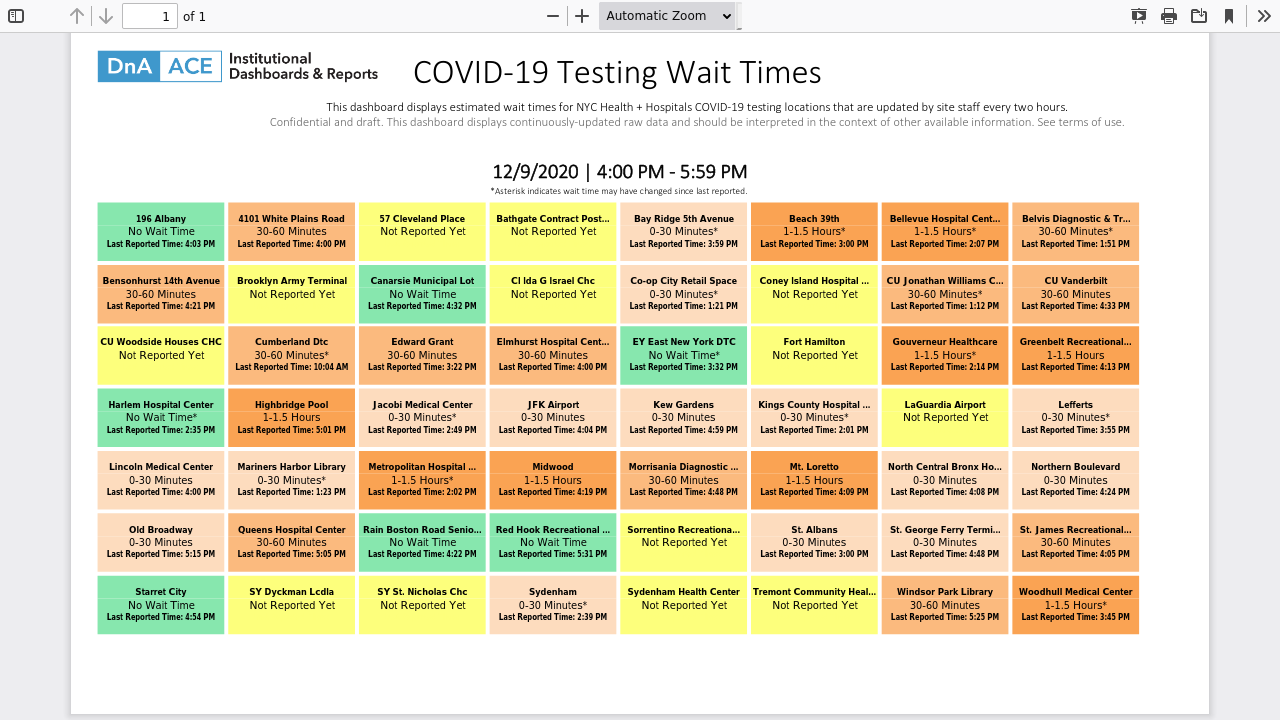 1 of 1 Automatic Zoom
DnA ACE Institutional
Dashboards & Reports
COVID-19 Testing Wait Times
This dashboard displays estimated wait times for NYC Health + Hospitals COVID-19 testing locations that are updated by site staff every two hours.
Confidential and draft. This dashboard displays continuously-updated raw data and should be interpreted in the context of other available information. See terms of use.
12/9/2020 | 4:00 PM - 5:59 PM
*Asterisk indicates wait time may have changed since last reported.
196 Albany
No Wait Time
Last Reported Time: 4:03 PM
4101 White Plains Road
30-60 Minutes
Last Reported Time: 4:00 PM
57 Cleveland Place
Not Reported Yet
Bathgate Contract Post...
Not Reported Yet
Bay Ridge 5th Avenue
0-30 Minutes*
Last Reported Time: 3:59 PM
Beach 39th
1-1.5 Hours*
Last Reported Time: 3:00 PM
Bellevue Hospital Cent...
1-1.5 Hours*
Last Reported Time: 2:07 PM
Belvis Diagnostic & Tr...
30-60 Minutes*
Last Reported Time: 1:51 PM
Bensonhurst 14th Avenue
30-60 Minutes
Last Reported Time: 4:21 PM
Brooklyn Army Terminal
Not Reported Yet
Canarsie Municipal Lot
No Wait Time
Last Reported Time: 4:32 PM
Cl Ida G Israel Chc
Not Reported Yet
Co-op City Retail Space
0-30 Minutes*
Last Reported Time: 1:21 PM
Coney Island Hospital ...
Not Reported Yet
CU Jonathan Williams C...
30-60 Minutes*
Last Reported Time: 1:12 PM
CU Vanderbilt
30-60 Minutes
Last Reported Time: 4:33 PM
CU Woodside Houses CHC
Not Reported Yet
Cumberland Dtc
30-60 Minutes*
Last Reported Time: 10:04 AM
Edward Grant
30-60 Minutes
Last Reported Time: 3:22 PM
Elmhurst Hospital Cent...
30-60 Minutes
Last Reported Time: 4:00 PM
EY East New York DTC
No Wait Time*
Last Reported Time: 3:32 PM
Fort Hamilton
Not Reported Yet
Gouverneur Healthcare
1-1.5 Hours*
Last Reported Time: 2:14 PM
Greenbelt Recreational...
1-1.5 Hours
Last Reported Time: 4:13 PM
Harlem Hospital Center
No Wait Time*
Last Reported Time: 2:35 PM
Highbridge Pool
1-1.5 Hours
Last Reported Time: 5:01 PM
Jacobi Medical Center
0-30 Minutes*
Last Reported Time: 2:49 PM
JFK Airport
0-30 Minutes
Last Reported Time: 4:04 PM
Kew Gardens
0-30 Minutes
Last Reported Time: 4:59 PM
Kings County Hospital ...
0-30 Minutes*
Last Reported Time: 2:01 PM
LaGuardia Airport
Not Reported Yet
Lefferts
0-30 Minutes*
Last Reported Time: 3:55 PM
Lincoln Medical Center
0-30 Minutes
Last Reported Time: 4:00 PM
Mariners Harbor Library
0-30 Minutes*
Last Reported Time: 1:23 PM
Metropolitan Hospital ...
1-1.5 Hours*
Last Reported Time: 2:02 PM
Midwood
1-1.5 Hours
Last Reported Time: 4:19 PM
Morrisania Diagnostic ...
30-60 Minutes
Last Reported Time: 4:48 PM
Mt. Loretto
1-1.5 Hours
Last Reported Time: 4:09 PM
North Central Bronx Ho...
0-30 Minutes
Last Reported Time: 4:08 PM
Northern Boulevard
0-30 Minutes
Last Reported Time: 4:24 PM
Old Broadway
0-30 Minutes
Last Reported Time: 5:15 PM
Queens Hospital Center
30-60 Minutes
Last Reported Time: 5:05 PM
Rain Boston Road Senio...
No Wait Time
Last Reported Time: 4:22 PM
Red Hook Recreational ...
No Wait Time
Last Reported Time: 5:31 PM
Sorrentino Recreationa...
Not Reported Yet
St. Albans
0-30 Minutes
Last Reported Time: 3:00 PM
St. George Ferry Termi...
0-30 Minutes
Last Reported Time: 4:48 PM
St. James Recreational...
30-60 Minutes
Last Reported Time: 4:05 PM
Starret City
No Wait Time
Last Reported Time: 4:54 PM
SY Dyckman Lcdla
Not Reported Yet
SY St. Nicholas Chc
Not Reported Yet
Sydenham
0-30 Minutes*
Last Reported Time: 2:39 PM
Sydenham Health Center
Not Reported Yet
Tremont Community Heal...
Not Reported Yet
Windsor Park Library
30-60 Minutes
Last Reported Time: 5:25 PM
Woodhull Medical Center
1-1.5 Hours*
Last Reported Time: 3:45 PM